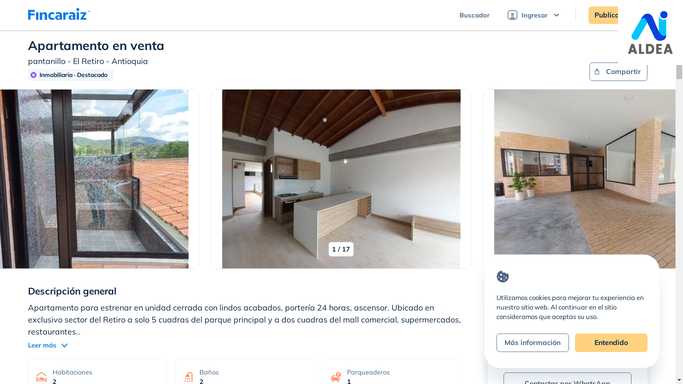 Fincaraiz
Buscador
Ingresar
Publica
ALDEA
Apartamento en venta
pantanillo - El Retiro - Antioquia
Inmobiliaria - Destacado
Compartir
1 / 17
Descripción general
Apartamento para estrenar en unidad cerrada con lindos acabados, portería 24 horas, ascensor. Ubicado en
exclusivo sector del Retiro a solo 5 cuadras del parque principal y a dos cuadras del mall comercial, supermercados,
restaurantes...
Leer más
Habitaciones
2
Baños
2
Parqueaderos
1
Utilizamos cookies para mejorar tu experiencia en
nuestro sitio web. Al continuar en el sitio
consideramos que aceptas su uso.
Más información
Entendido
Contactar por WhatsApp